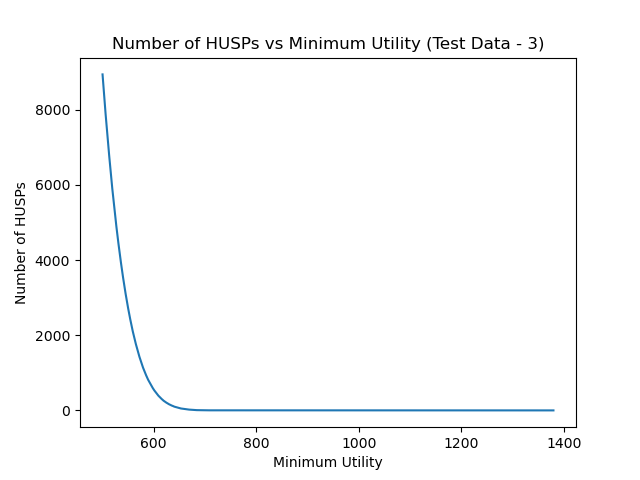 Number of HUSPs vs Minimum Utility (Test Data - 3)
Number of HUSPs
8000
6000
4000
2000
0
600 800 1000 1200 1400
Minimum Utility